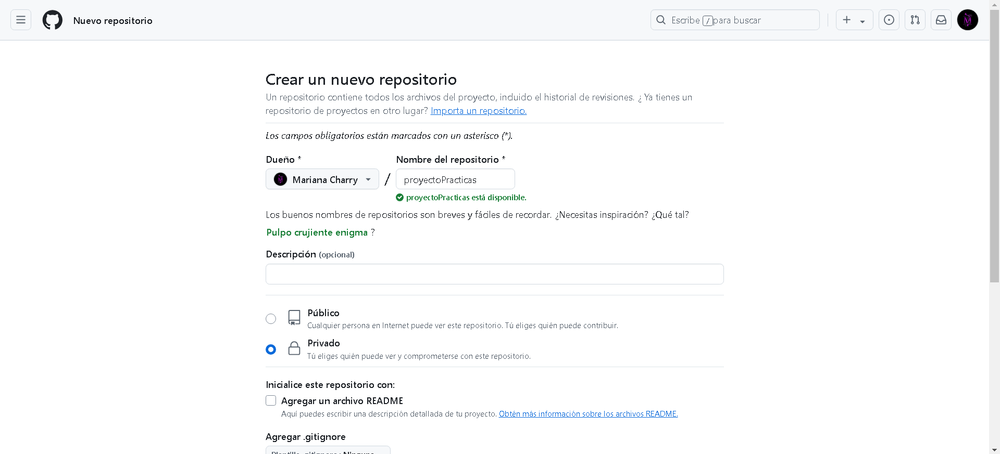 Nuevo repositorio
Escribe / para buscar
Crear un nuevo repositorio
Un repositorio contiene todos los archivos del proyecto, incluido el historial de revisiones. ¿ Ya tienes un
repositorio de proyectos en otro lugar? Importa un repositorio.
Los campos obligatorios están marcados con un asterisco (*).
Dueño *
Nombre del repositorio *
Mariana Charry / proyectoPracticas
proyectoPracticas está disponible.
Los buenos nombres de repositorios son breves y fáciles de recordar. ¿Necesitas inspiración? ¿Qué tal?
Pulpo crujiente enigma ?
Descripción (opcional)
Público
Cualquier persona en Internet puede ver este repositorio. Tú eliges quién puede contribuir.
Privado
Tú eliges quién puede ver y comprometerse con este repositorio.
Inicialice este repositorio con:
Agregar un archivo README
Aquí puedes escribir una descripción detallada de tu proyecto. Obtén más información sobre los archivos README.
Agregar .gitignore
Plantilla .gitignore : Ninguna